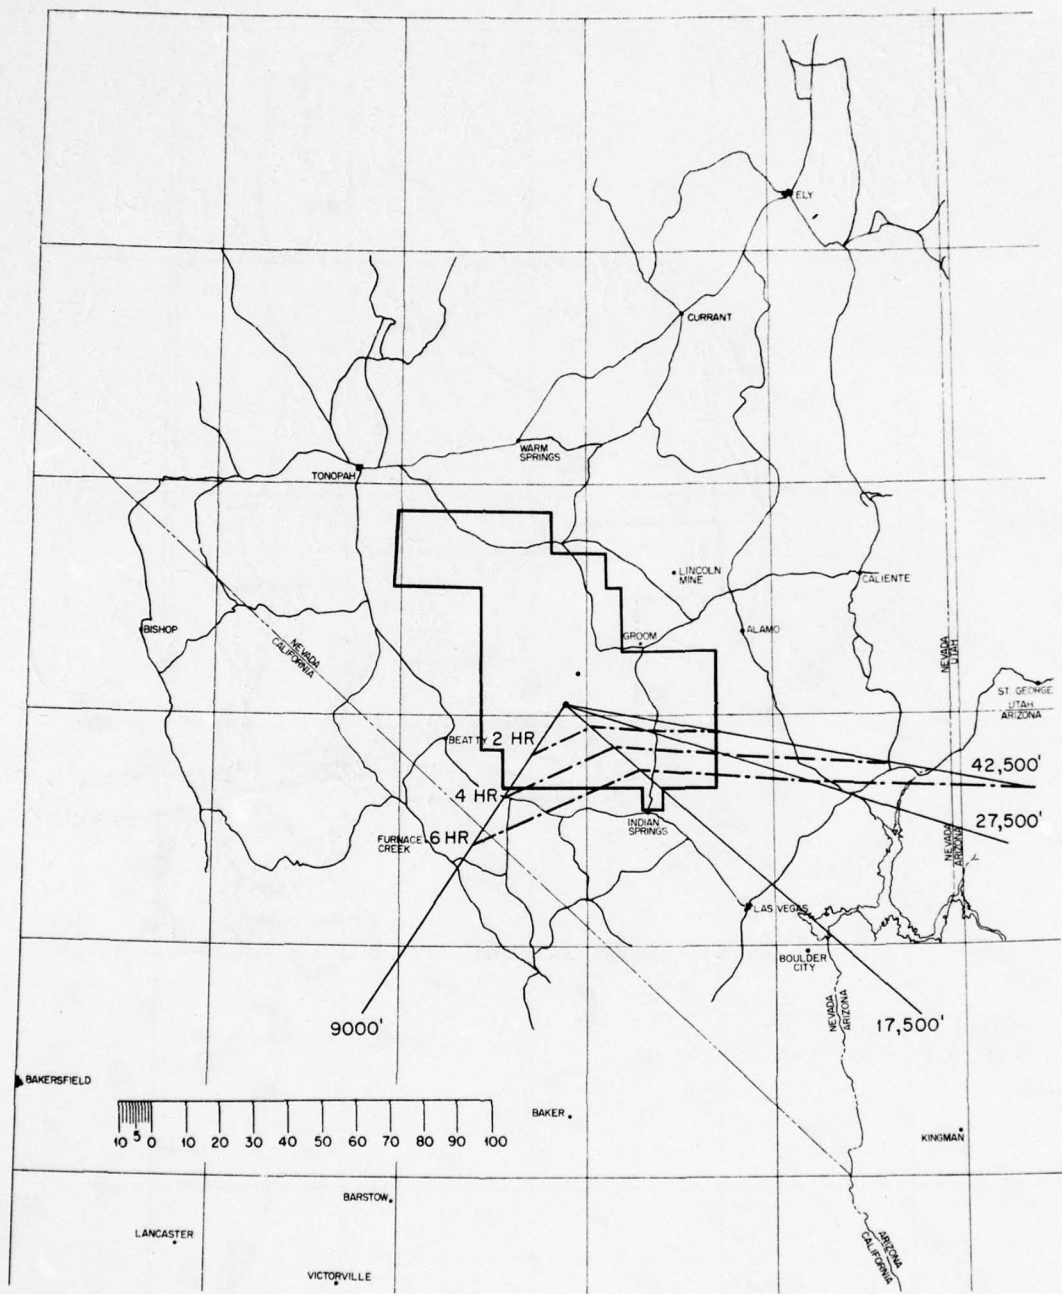 ELY
CURRANT
WARM
SPRINGS
TONOPAH
LINCOLN
MINE
CALIENTE
BISHOP
NEVADA
CALIFORNIA
GROOM
ALAMO
NEVADA
UTAH
ST. GEORGE
UTAH
ARIZONA
BEATTY
2 HR
42,500'
4 HR
27,500'
INDIAN
SPRINGS
FURNACE
CREEK
6 HR
NEVADA
ARIZONA
LAS VEGAS
BOULDER
CITY
9000'
NEVADA
ARIZONA
17,500'
BAKERSFIELD
BAKER
10 5 0 10 20 30 40 50 60 70 80 90 100
KINGMAN
BARSTOW
LANCASTER
ARIZONA
CALIFORNIA
VICTORVILLE